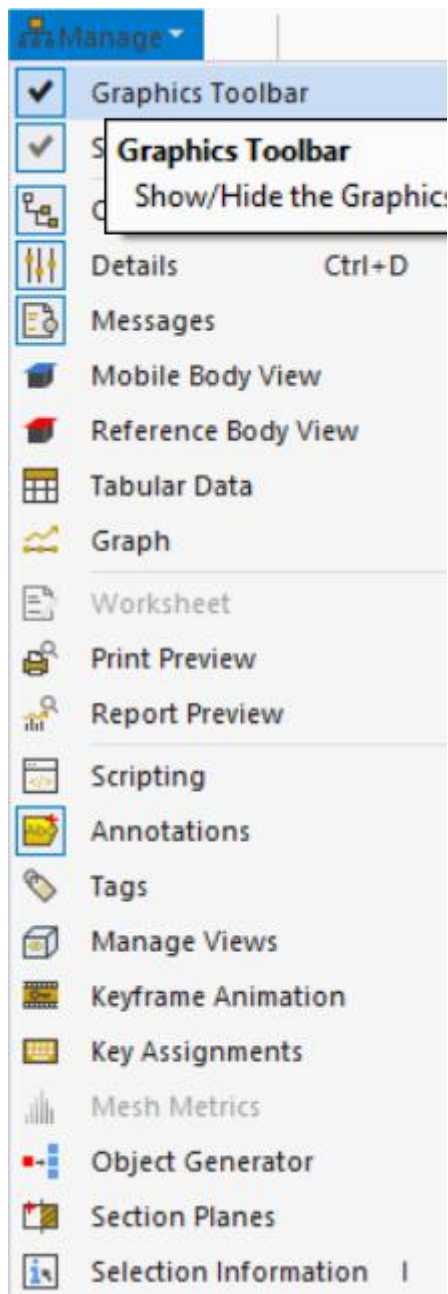 Manage
Graphics Toolbar
S
Graphics Toolbar
Show/Hide the Graphics
Details Ctrl+D
Messages
Mobile Body View
Reference Body View
Tabular Data
Graph
Worksheet
Print Preview
Report Preview
Scripting
Annotations
Tags
Manage Views
Keyframe Animation
Key Assignments
Mesh Metrics
Object Generator
Section Planes
Selection Information I